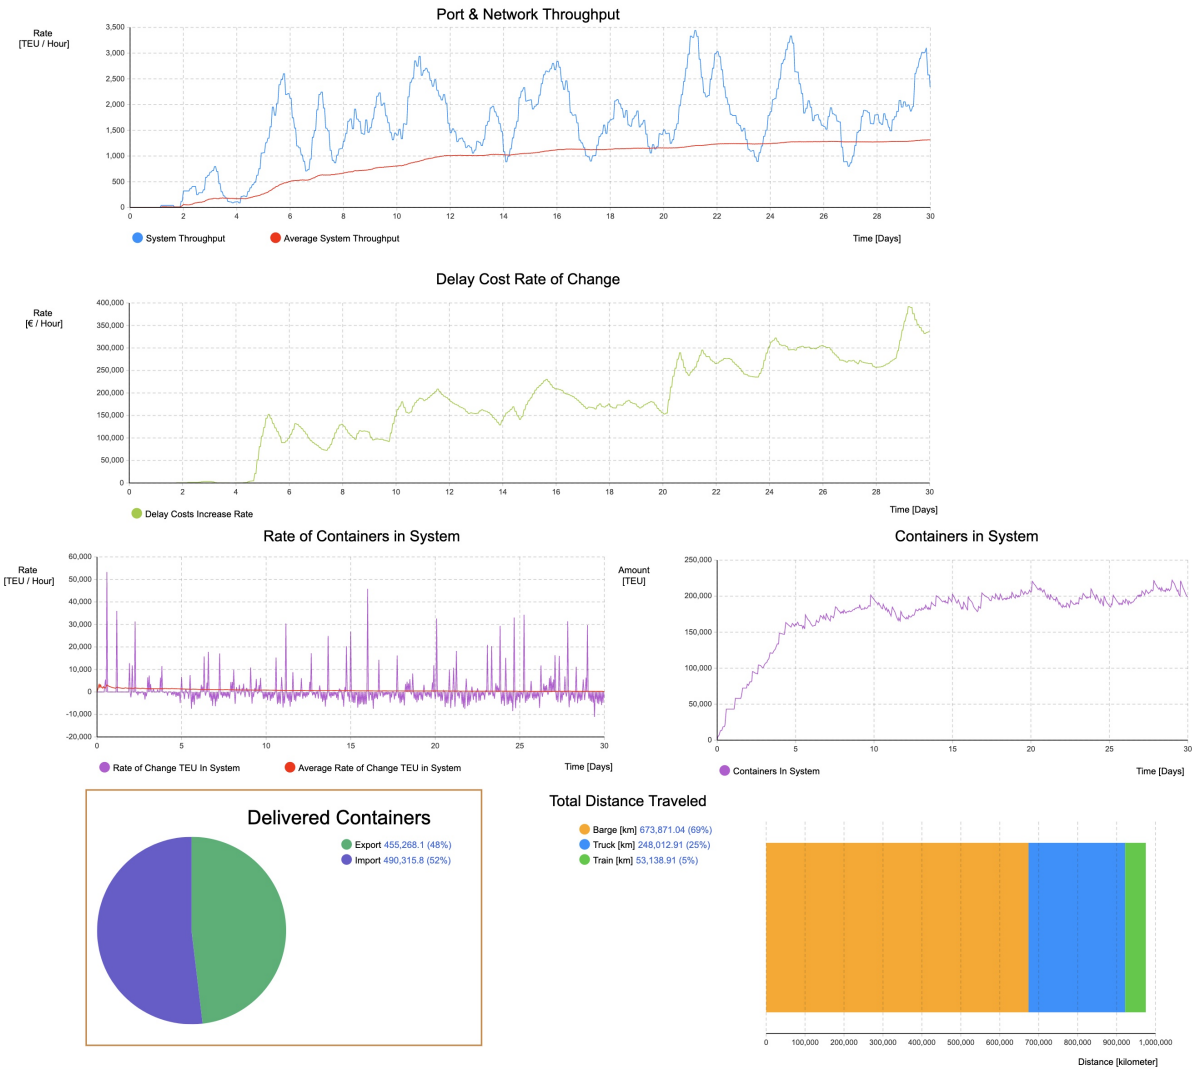 Port & Network Throughput
Rate
[TEU / Hour]
3,500
3,000
2,500
2,000
1,500
1,000
500
0
0 2 4 6 8 10 12 14 16 18 20 22 24 26 28 30
System Throughput Average System Throughput Time [Days]
Delay Cost Rate of Change
Rate
[€ / Hour]
400,000
350,000
300,000
250,000
200,000
150,000
100,000
50,000
0
0 2 4 6 8 10 12 14 16 18 20 22 24 26 28 30
Delay Costs Increase Rate Time [Days]
Rate of Containers in System
Rate
[TEU / Hour]
60,000
50,000
40,000
30,000
20,000
10,000
0
-10,000
-20,000
0 5 10 15 20 25 30
Rate of Change TEU In System Average Rate of Change TEU in System Time [Days]
Containers in System
Amount
[TEU]
250,000
200,000
150,000
100,000
50,000
0
0 5 10 15 20 25 30
Containers In System Time [Days]
Delivered Containers
Export 455,268.1 (48%)
Import 490,315.8 (52%)
Total Distance Traveled
Barge [km] 673,871.04 (69%)
Truck [km] 248,012.91 (25%)
Train [km] 53,138.91 (5%)
0 100,000 200,000 300,000 400,000 500,000 600,000 700,000 800,000 900,000 1,000,000
Distance [kilometer]